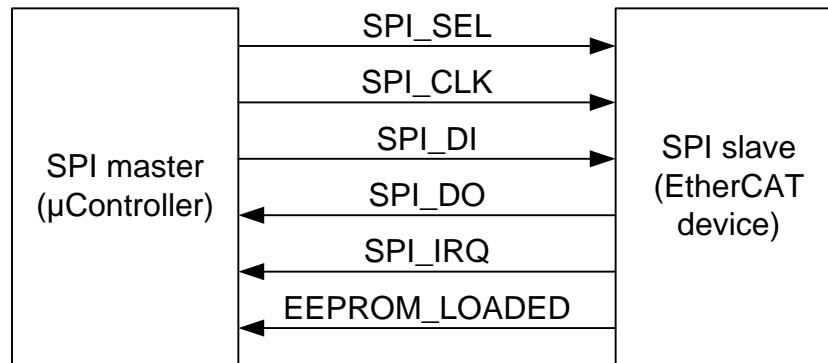 SPI_SEL
SPI_CLK
SPI_DI
SPI_DO
SPI_IRQ
EEPROM_LOADED
SPI master
(µController)
SPI slave
(EtherCAT
device)